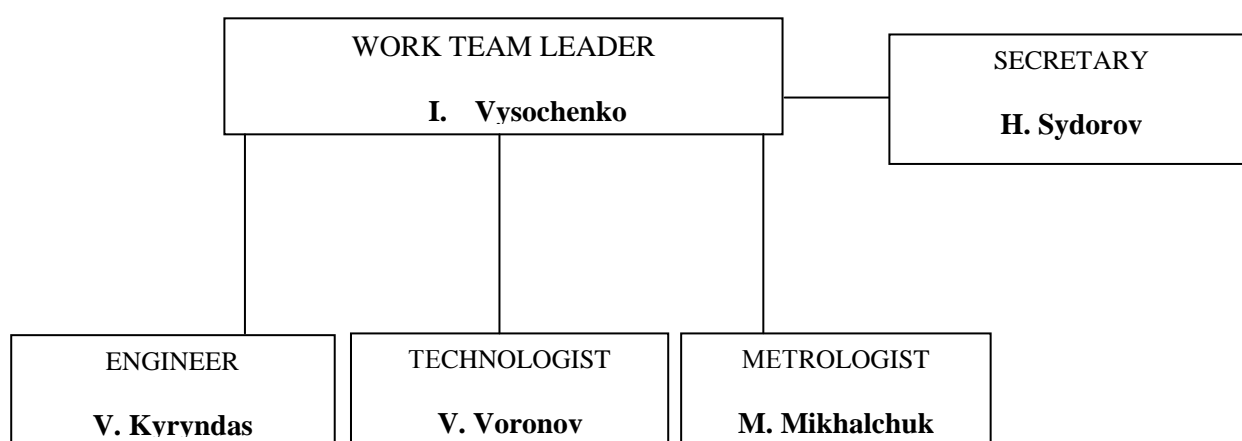 WORK TEAM LEADER
I. Vysochenko
SECRETARY
H. Sydorov
ENGINEER
V. Kyryndas
TECHNOLOGIST
V. Voronov
METROLOGIST
M. Mikhalchuk